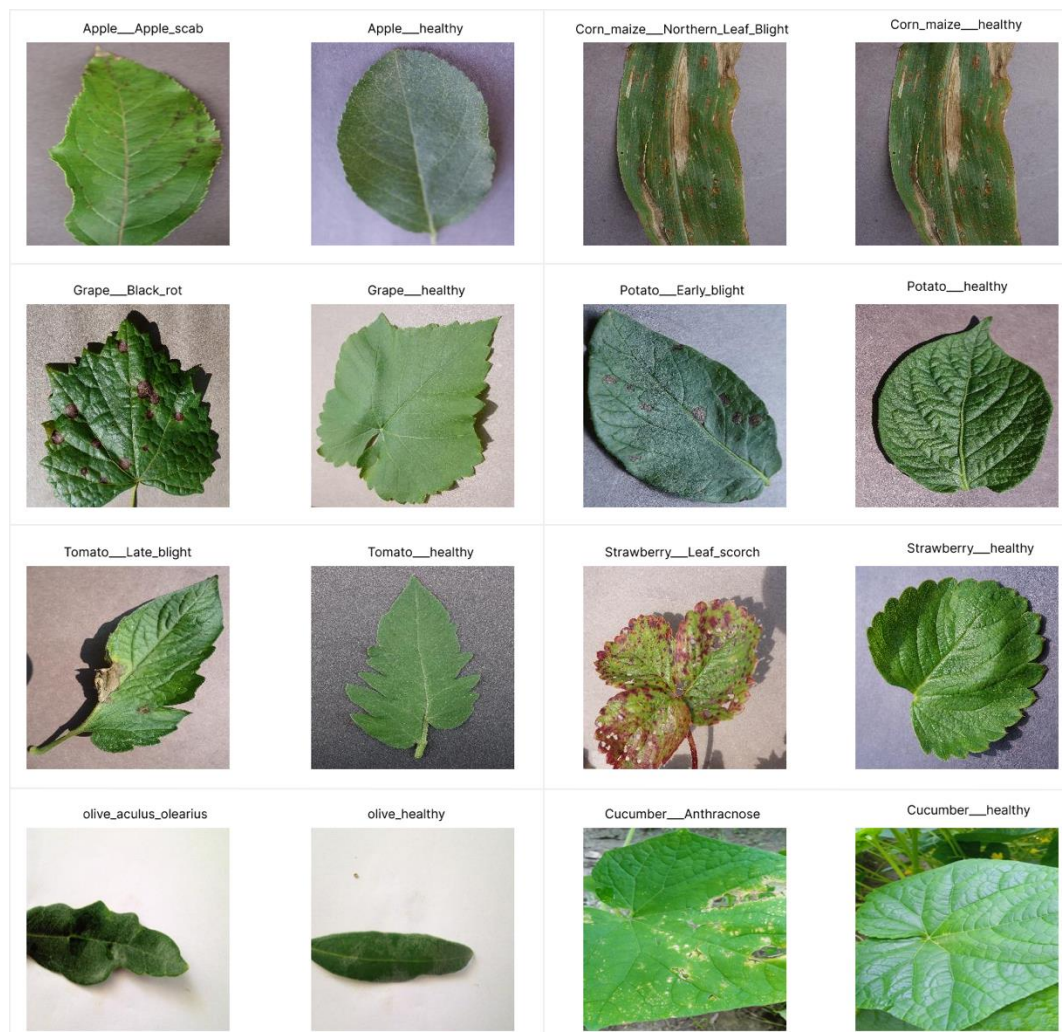 Apple___Apple_scab
Apple___healthy
Corn_maize___Northern_Leaf_Blight
Corn_maize___healthy
Grape___Black_rot
Grape___healthy
Potato___Early_blight
Potato___healthy
Tomato___Late_blight
Tomato___healthy
Strawberry___Leaf_scorch
Strawberry___healthy
olive_aculus_olearius
olive_healthy
Cucumber___Anthracnose
Cucumber___healthy